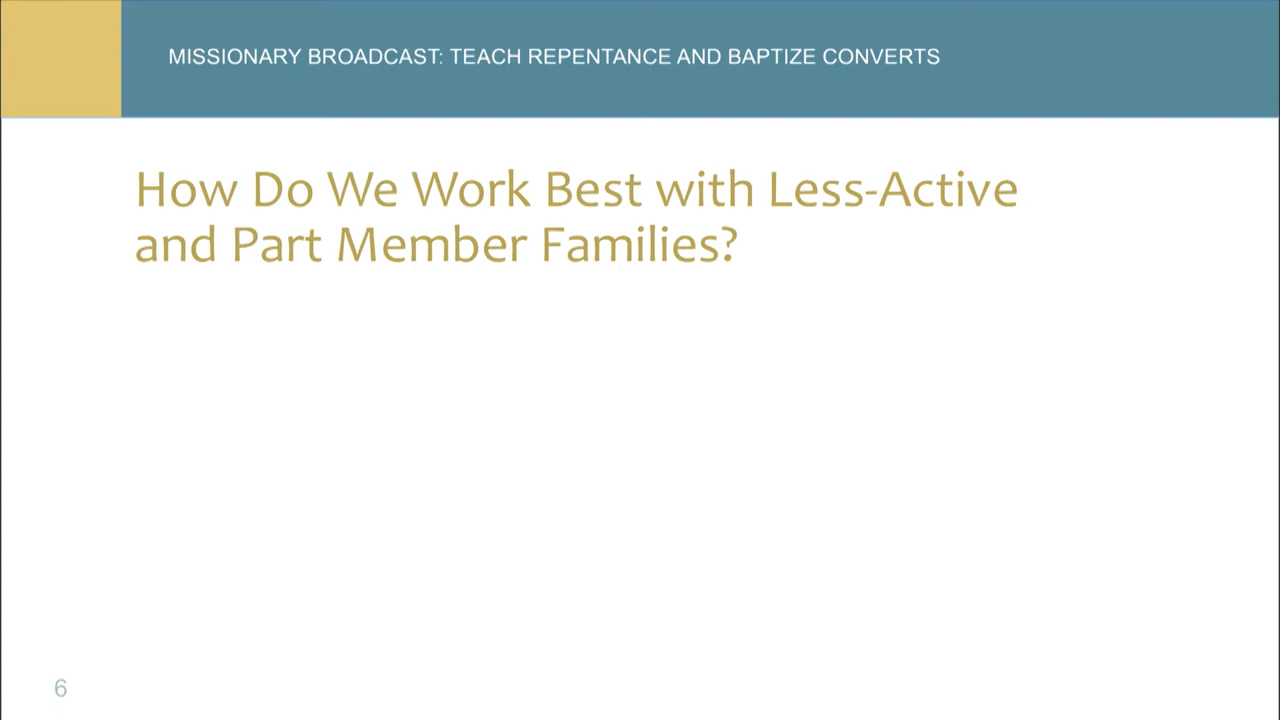 MISSIONARY BROADCAST: TEACH REPENTANCE AND BAPTIZE CONVERTS
How Do We Work Best with Less-Active
and Part Member Families?
6